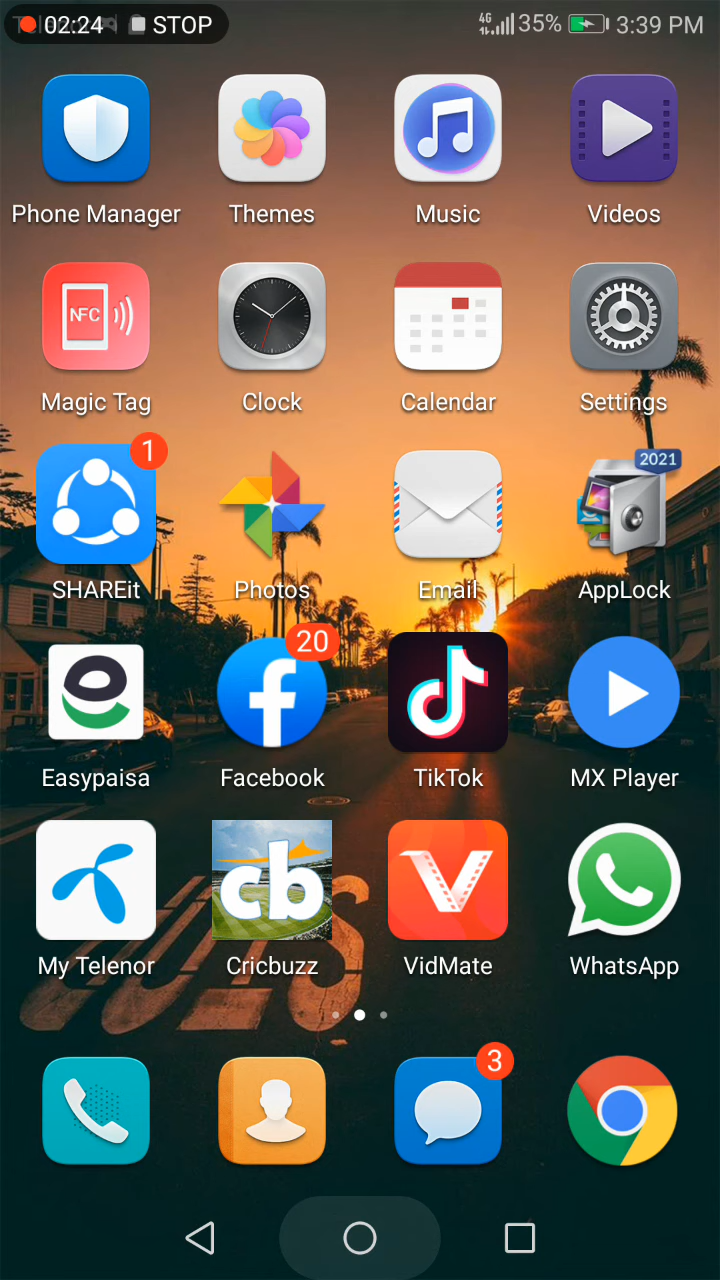 02:24 STOP 4G 35% 3:39 PM
Phone Manager Themes Music Videos
NFC
Magic Tag Clock Calendar Settings
1 2021
SHAREit Photos Email AppLock
20
Easypaisa Facebook TikTok MX Player
cb
My Telenor Cricbuzz VidMate WhatsApp
3